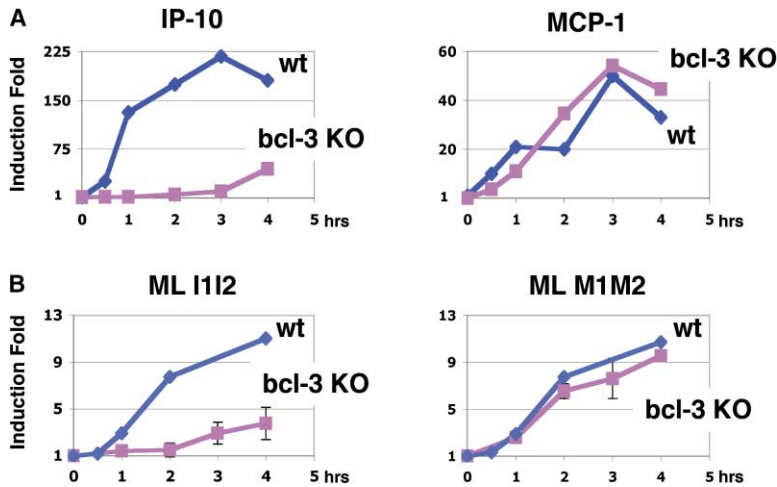 A
IP-10
MCP-1
Induction Fold
225
150
75
1
0 1 2 3 4 5 hrs
wt
bcl-3 KO
60
40
20
1
0 1 2 3 4 5 hrs
bcl-3 KO
wt
B
ML I1I2
ML M1M2
Induction Fold
13
9
5
1
0 1 2 3 4 5 hrs
wt
bcl-3 KO
13
9
5
1
0 1 2 3 4 5 hrs
wt
bcl-3 KO